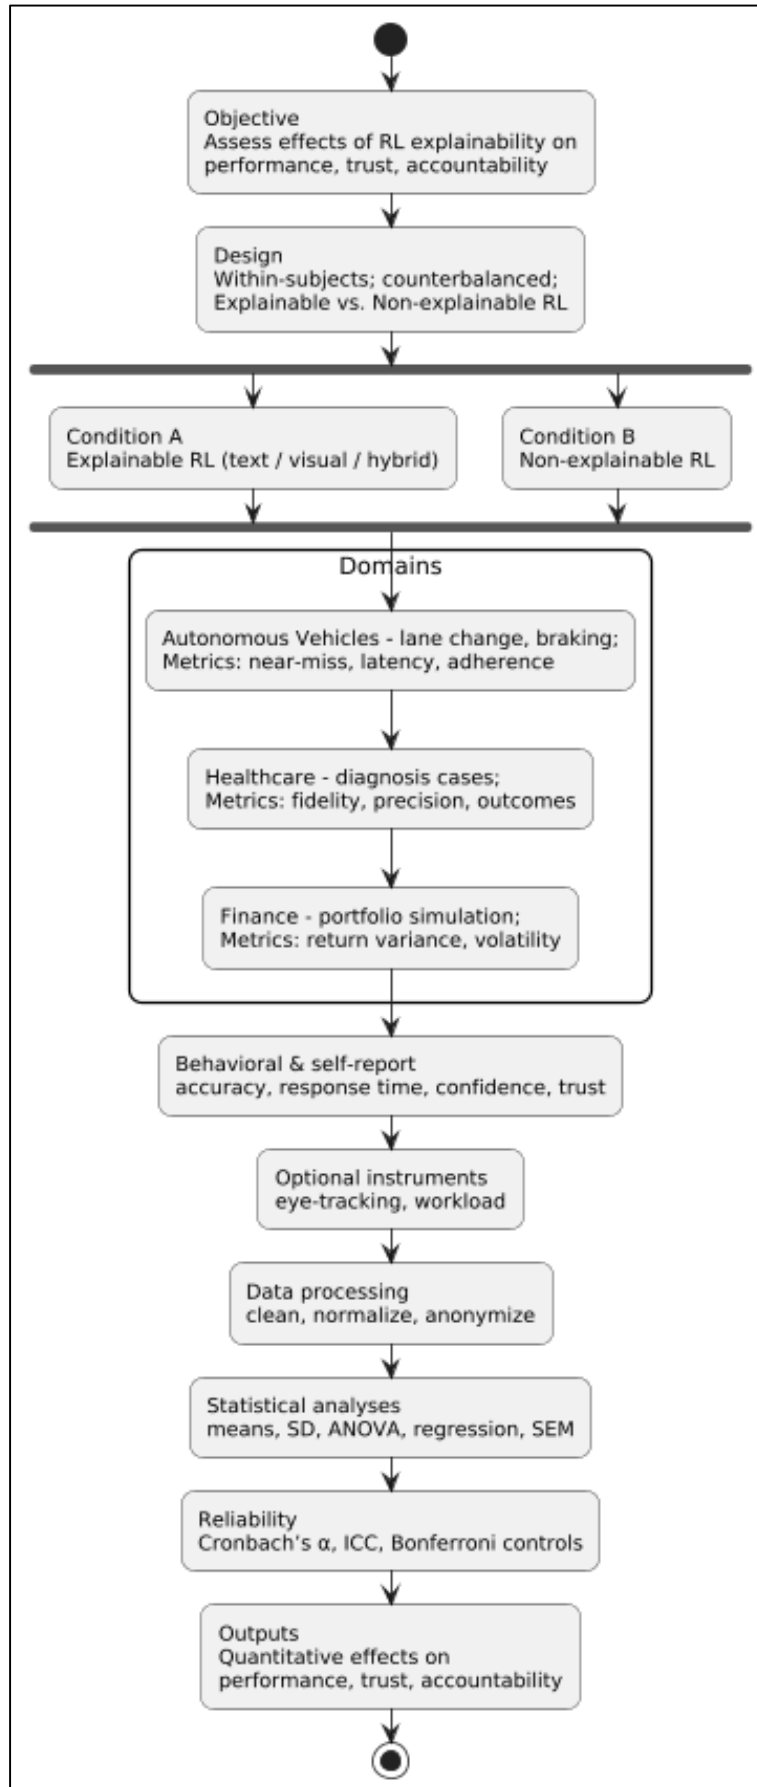 Objective
Assess effects of RL explainability on
performance, trust, accountability
Design
Within-subjects; counterbalanced;
Explainable vs. Non-explainable RL
Condition A
Explainable RL (text / visual / hybrid)
Condition B
Non-explainable RL
Domains
Autonomous Vehicles - lane change, braking;
Metrics: near-miss, latency, adherence
Healthcare - diagnosis cases;
Metrics: fidelity, precision, outcomes
Finance - portfolio simulation;
Metrics: return variance, volatility
Behavioral & self-report
accuracy, response time, confidence, trust
Optional instruments
eye-tracking, workload
Data processing
clean, normalize, anonymize
Statistical analyses
means, SD, ANOVA, regression, SEM
Reliability
Cronbach's α, ICC, Bonferroni controls
Outputs
Quantitative effects on
performance, trust, accountability